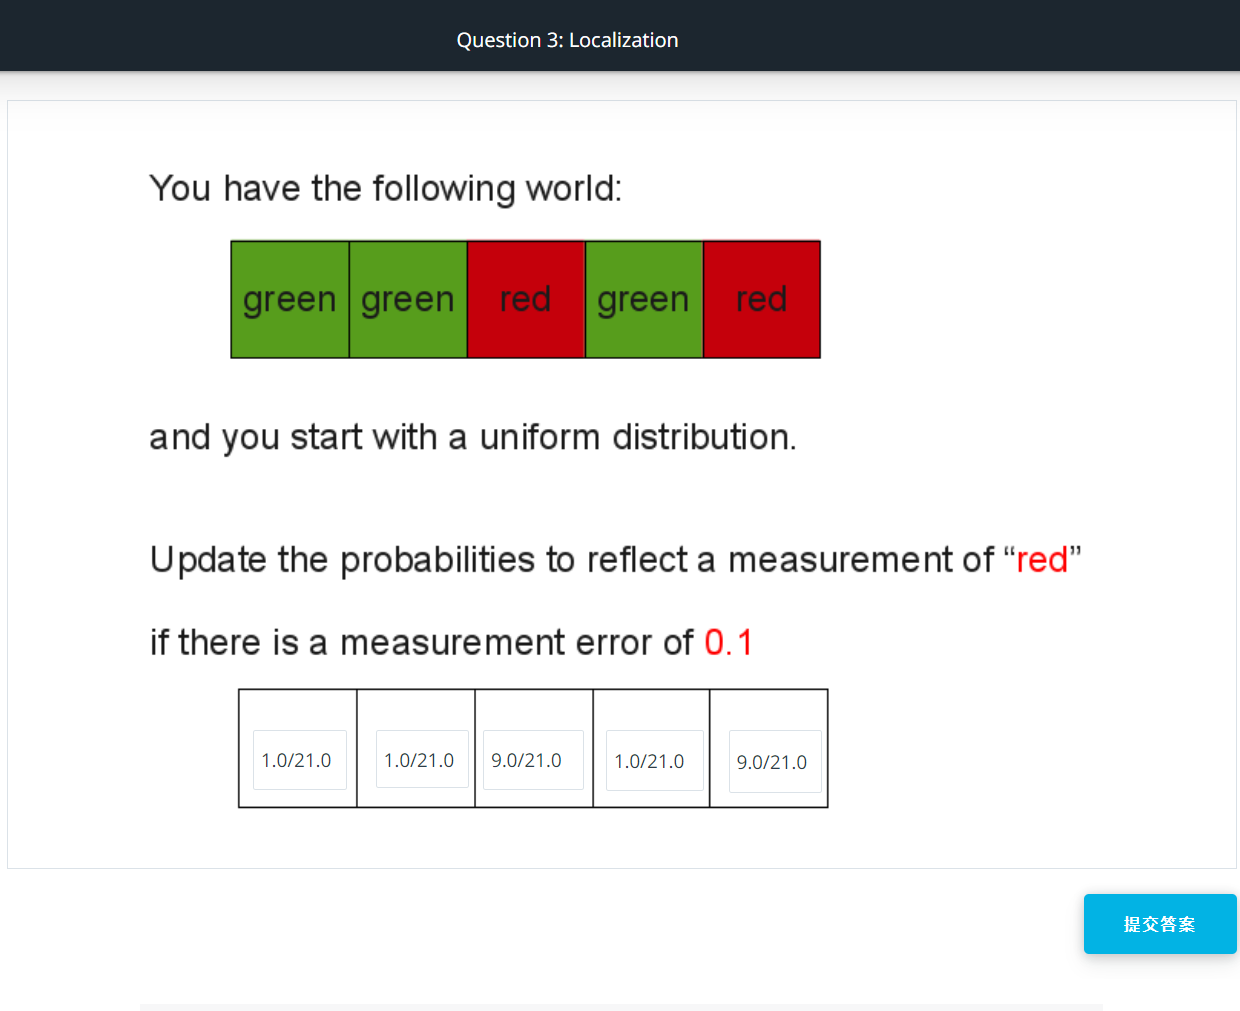 Question 3: Localization
You have the following world:
green green red green red
and you start with a uniform distribution.
Update the probabilities to reflect a measurement of “red”
if there is a measurement error of 0.1
1.0/21.0 1.0/21.0 9.0/21.0 1.0/21.0 9.0/21.0
提交答案